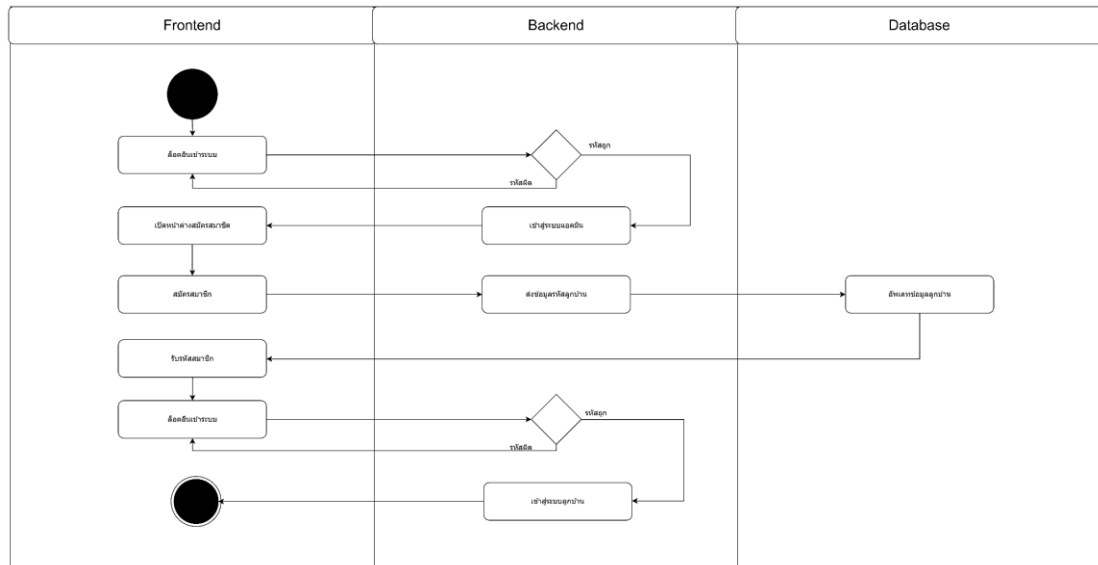 Frontend
Backend
Database
ล็อคอินเข้าระบบ
รหัสถูก
รหัสผิด
เปิดหน้าต่างสมัครสมาชิด
เข้าสู่ระบบแอดมิน
สมัครสมาชิก
ส่งข้อมูลรหัสลูกบ้าน
อัพเดทข้อมูลลูกบ้าน
รับรหัสสมาชิก
ล็อคอินเข้าระบบ
รหัสถูก
รหัสผิด
เข้าสู่ระบบลูกบ้าน